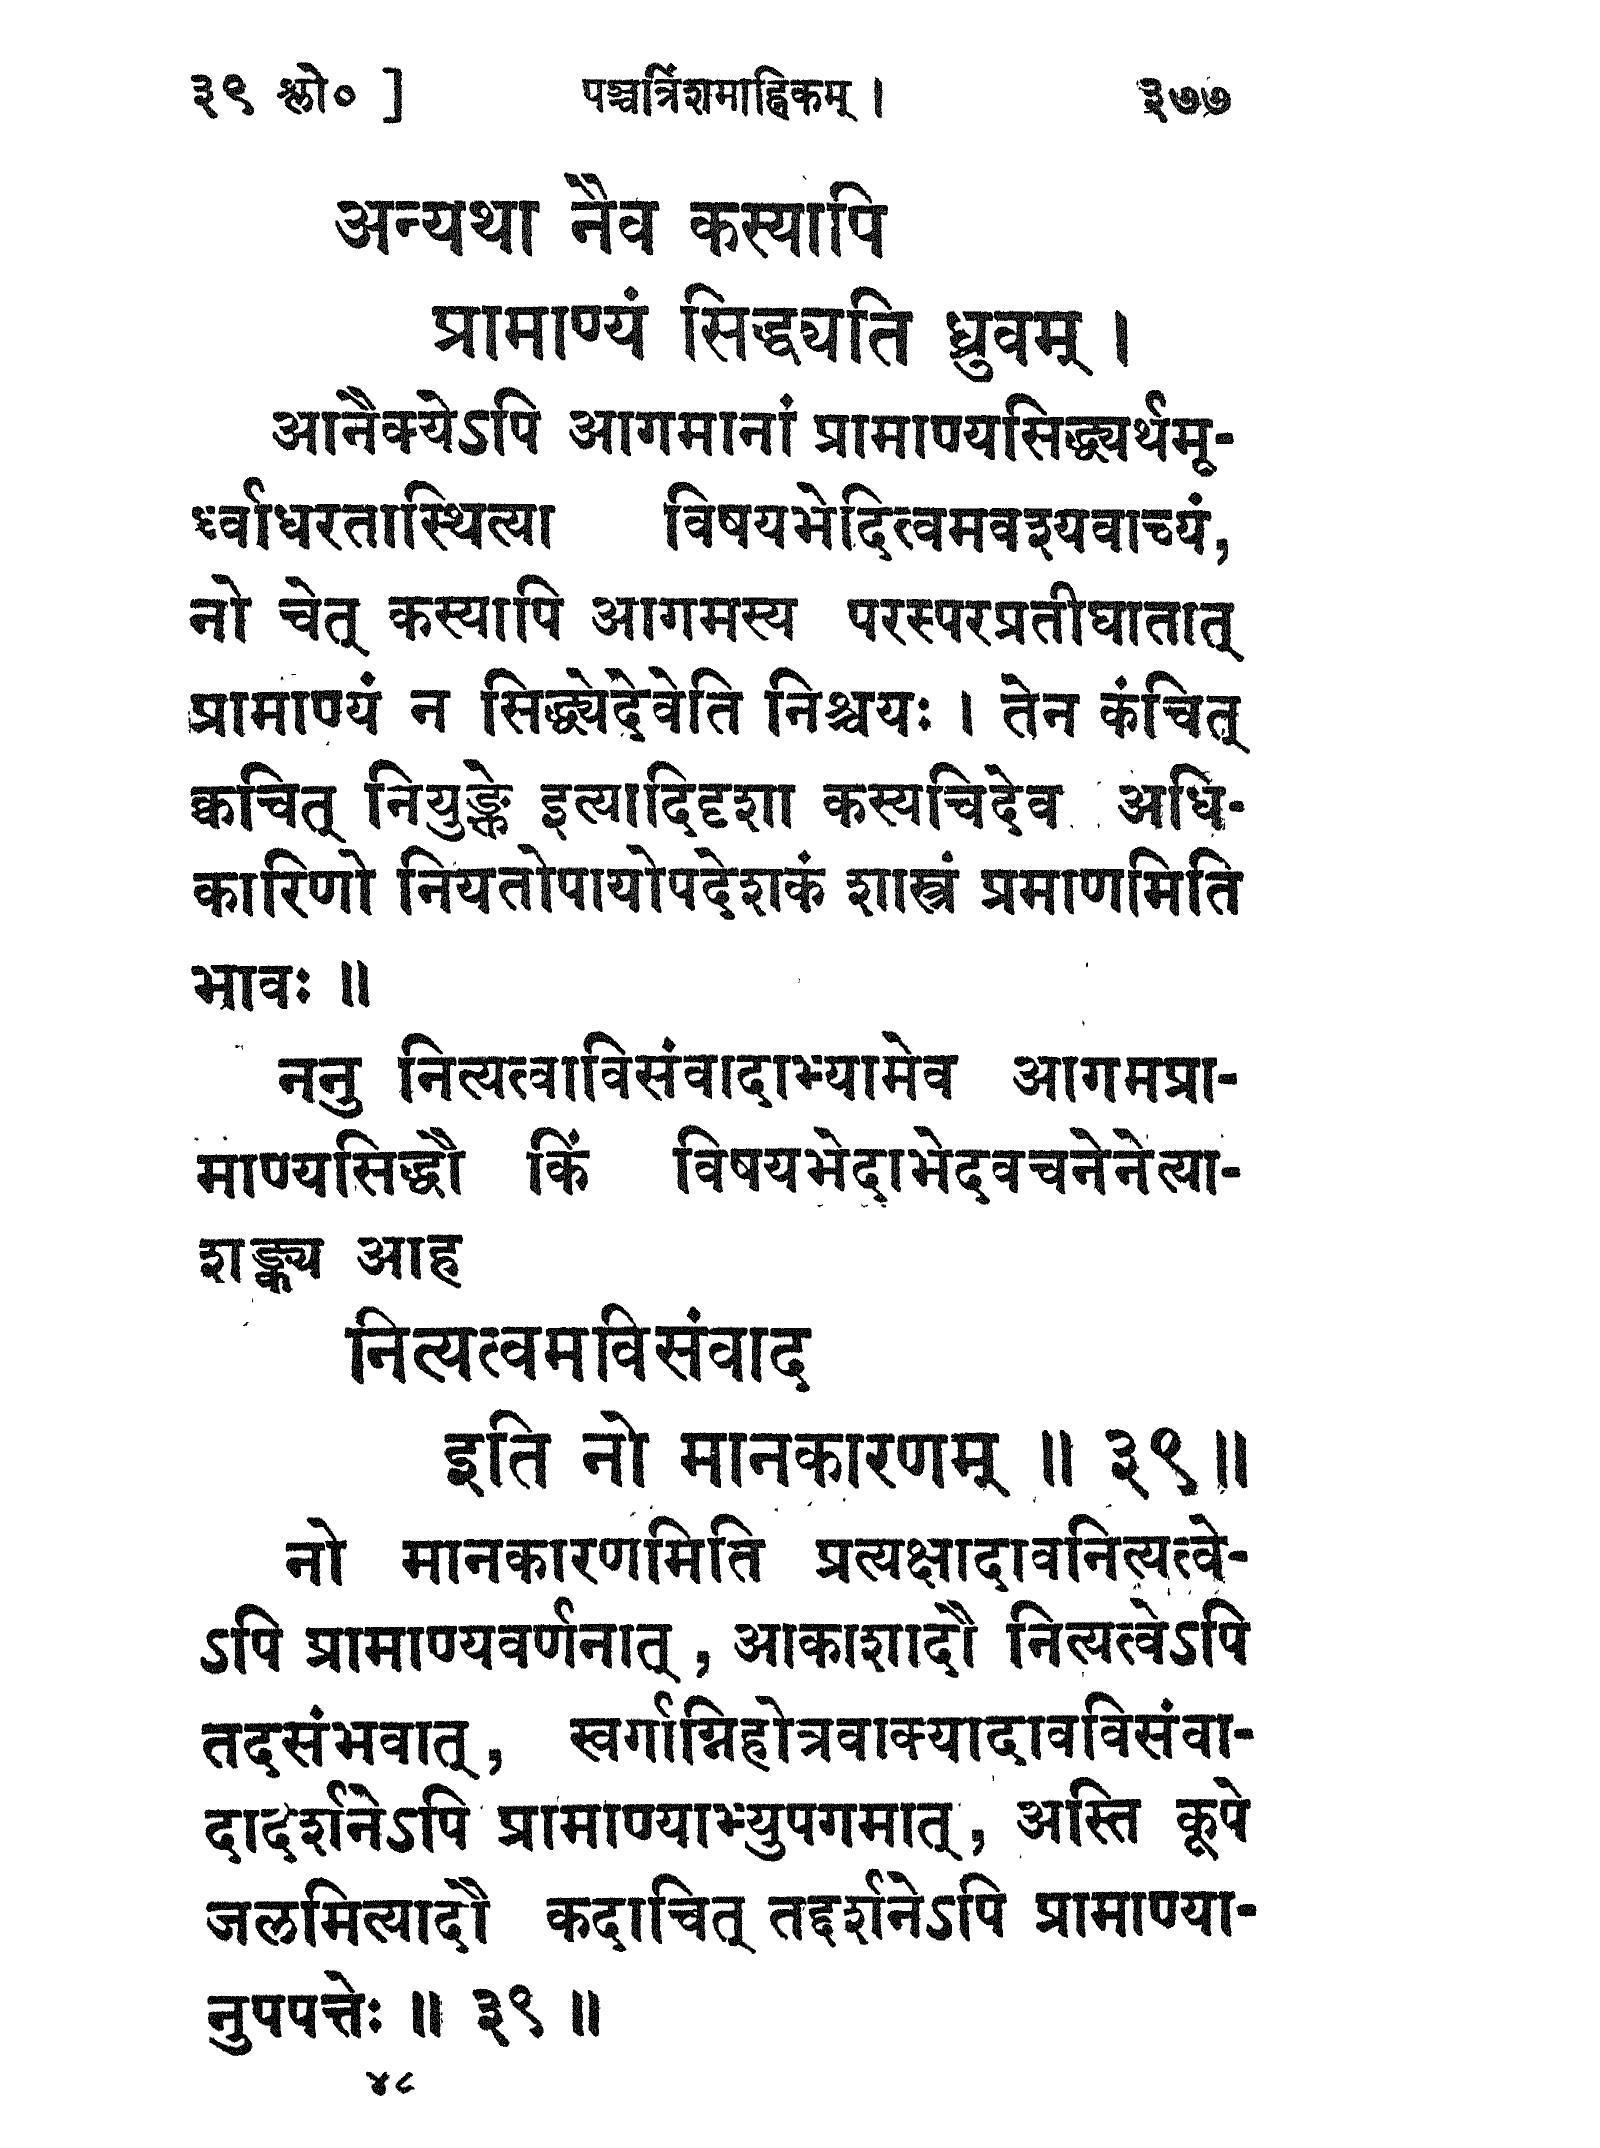 ३९ श्लो० ] पञ्चत्रिंशमाह्निकम् । ३७७
अन्यथा नैव कस्यापि
प्रामाण्यं सिद्ध्यति ध्रुवम् ।
आनैक्येऽपि आगमानां प्रामाण्यसिद्ध्यर्थमू-
र्ध्वाधरतास्थित्या विषयभेदित्वमवश्यवाच्यं,
नो चेत् कस्यापि आगमस्य परस्परप्रतीघातात्
प्रामाण्यं न सिद्ध्येदेवेति निश्चयः । तेन कंचित्
क्वचित् नियुङ्क्ते इत्यादिदृशा कस्यचिदेव अधि-
कारिणो नियतोपायोपदेशकं शास्त्रं प्रमाणमिति
भावः ॥
ननु नित्यत्वाविसंवादाभ्यामेव आगमप्रा-
माण्यसिद्धौ किं विषयभेदाभेदवचनेनेत्या-
शङ्क्य आह
नित्यत्वमविसंवाद
इति नो मानकारणम् ॥ ३९ ॥
नो मानकारणमिति प्रत्यक्षादावनित्यत्वे-
ऽपि प्रामाण्यवर्णनात्, आकाशादौ नित्यत्वेऽपि
तदसंभवात्, स्वर्गाग्निहोत्रवाक्यादावविसंवा-
दादर्शनेऽपि प्रामाण्याभ्युपगमात्, अस्ति कूपे
जलमित्यादौ कदाचित् तद्दर्शनेऽपि प्रामाण्या-
नुपपत्तेः ॥ ३९ ॥
४८